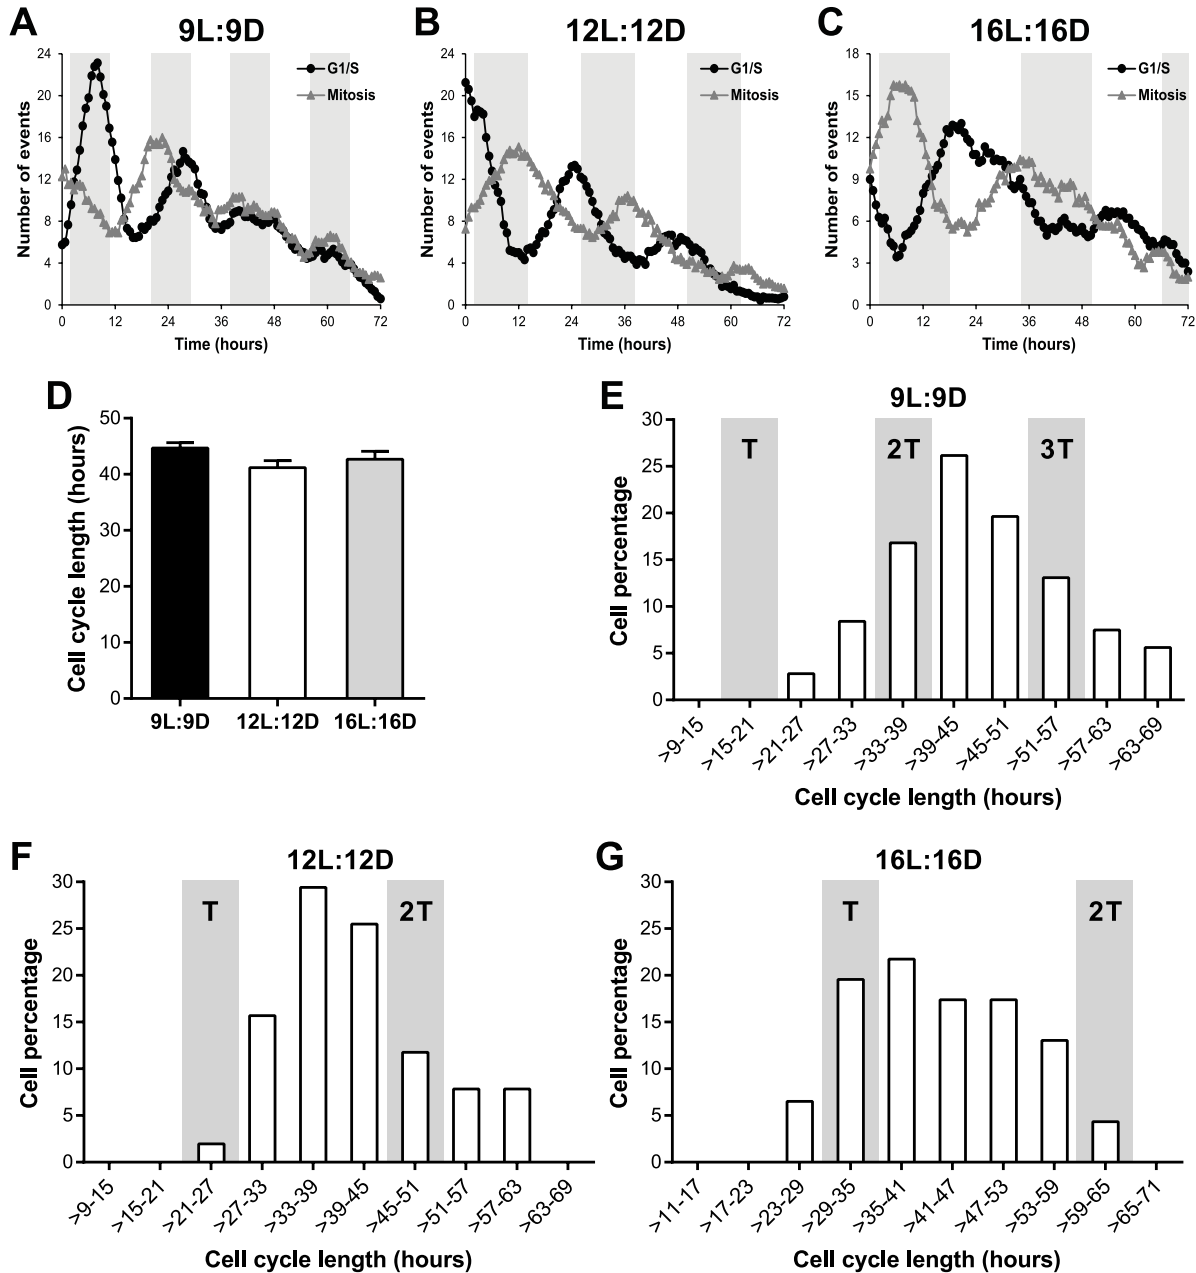 A
9L:9D
24
20
16
12
8
4
0
Number of events
G1/S
Mitosis
0 12 24 36 48 60 72
Time (hours)
B
12L:12D
24
20
16
12
8
4
0
Number of events
G1/S
Mitosis
0 12 24 36 48 60 72
Time (hours)
C
16L:16D
18
15
12
9
6
3
0
Number of events
G1/S
Mitosis
0 12 24 36 48 60 72
Time (hours)
D
50
40
30
20
10
0
Cell cycle length (hours)
9L:9D 12L:12D 16L:16D
E
9L:9D
30
25
20
15
10
5
0
Cell percentage
T 2T 3T
>9-15 >15-21 >21-27 >27-33 >33-39 >39-45 >45-51 >51-57 >57-63 >63-69
Cell cycle length (hours)
F
12L:12D
30
25
20
15
10
5
0
Cell percentage
T 2T
>9-15 >15-21 >21-27 >27-33 >33-39 >39-45 >45-51 >51-57 >57-63 >63-69
Cell cycle length (hours)
G
16L:16D
30
25
20
15
10
5
0
Cell percentage
T 2T
>11-17 >17-23 >23-29 >29-35 >35-41 >41-47 >47-53 >53-59 >59-65 >65-71
Cell cycle length (hours)